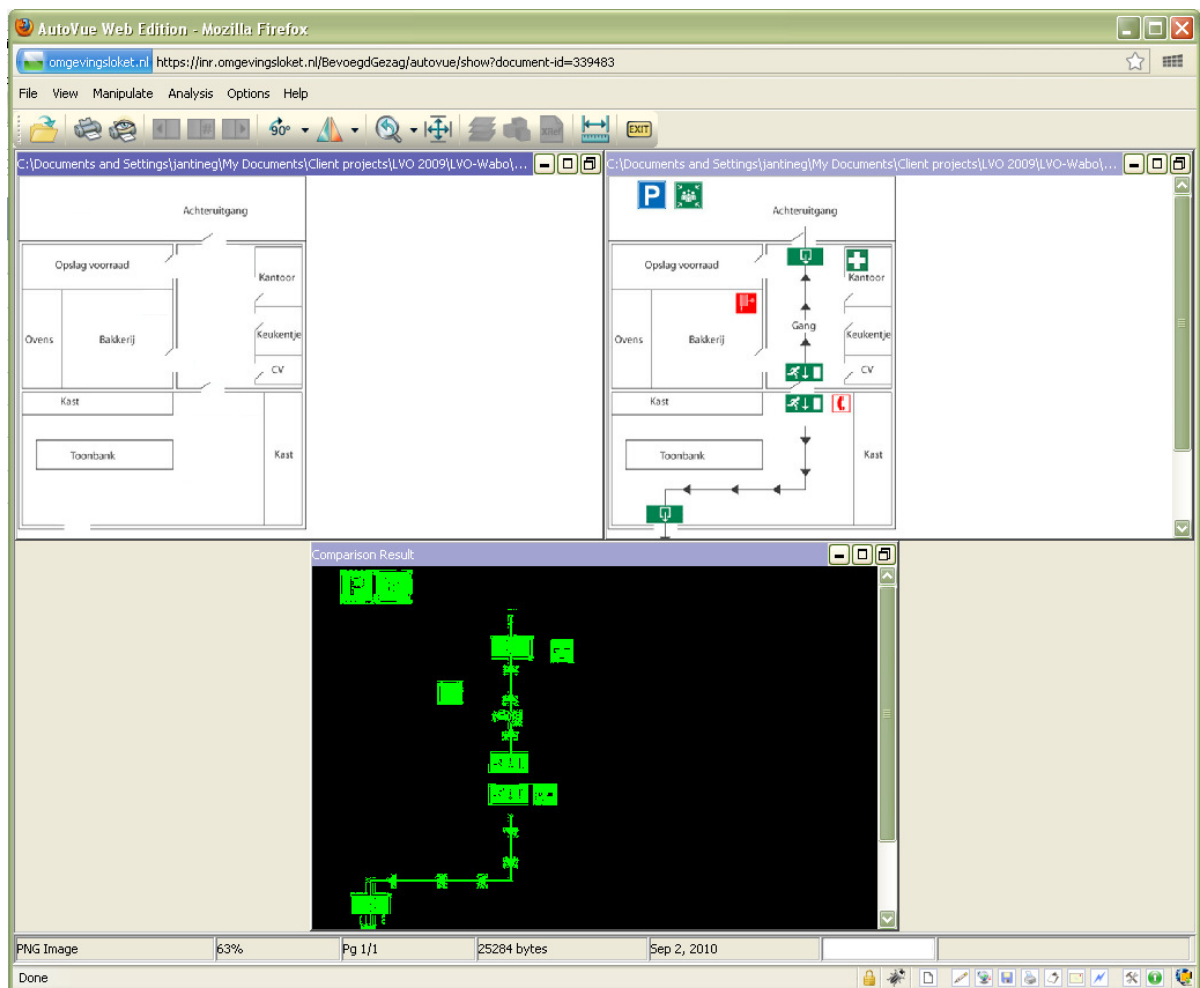 AutoVue Web Edition - Mozilla Firefox
omgevingsloket.nl https://inr.omgevingsloket.nl/BevoegdGezag/autovue/show?document-id=339483
File View Manipulate Analysis Options Help
90° XRef EXIT
C:\Documents and Settings\jantineg\My Documents\Client projects\LVO 2009\LVO-Wabo\...
Achteruitgang
Opslag voorraad
Kantoor
Ovens
Bakkerij
Keukentje
CV
Kast
Toonbank
Kast
C:\Documents and Settings\jantineg\My Documents\Client projects\LVO 2009\LVO-Wabo\...
P
Achteruitgang
Opslag voorraad
Kantoor
Gang
Ovens
Bakkerij
Keukentje
CV
Kast
Toonbank
Kast
Comparison Result
P
PNG Image 63% Pg 1/1 25284 bytes Sep 2, 2010
Done